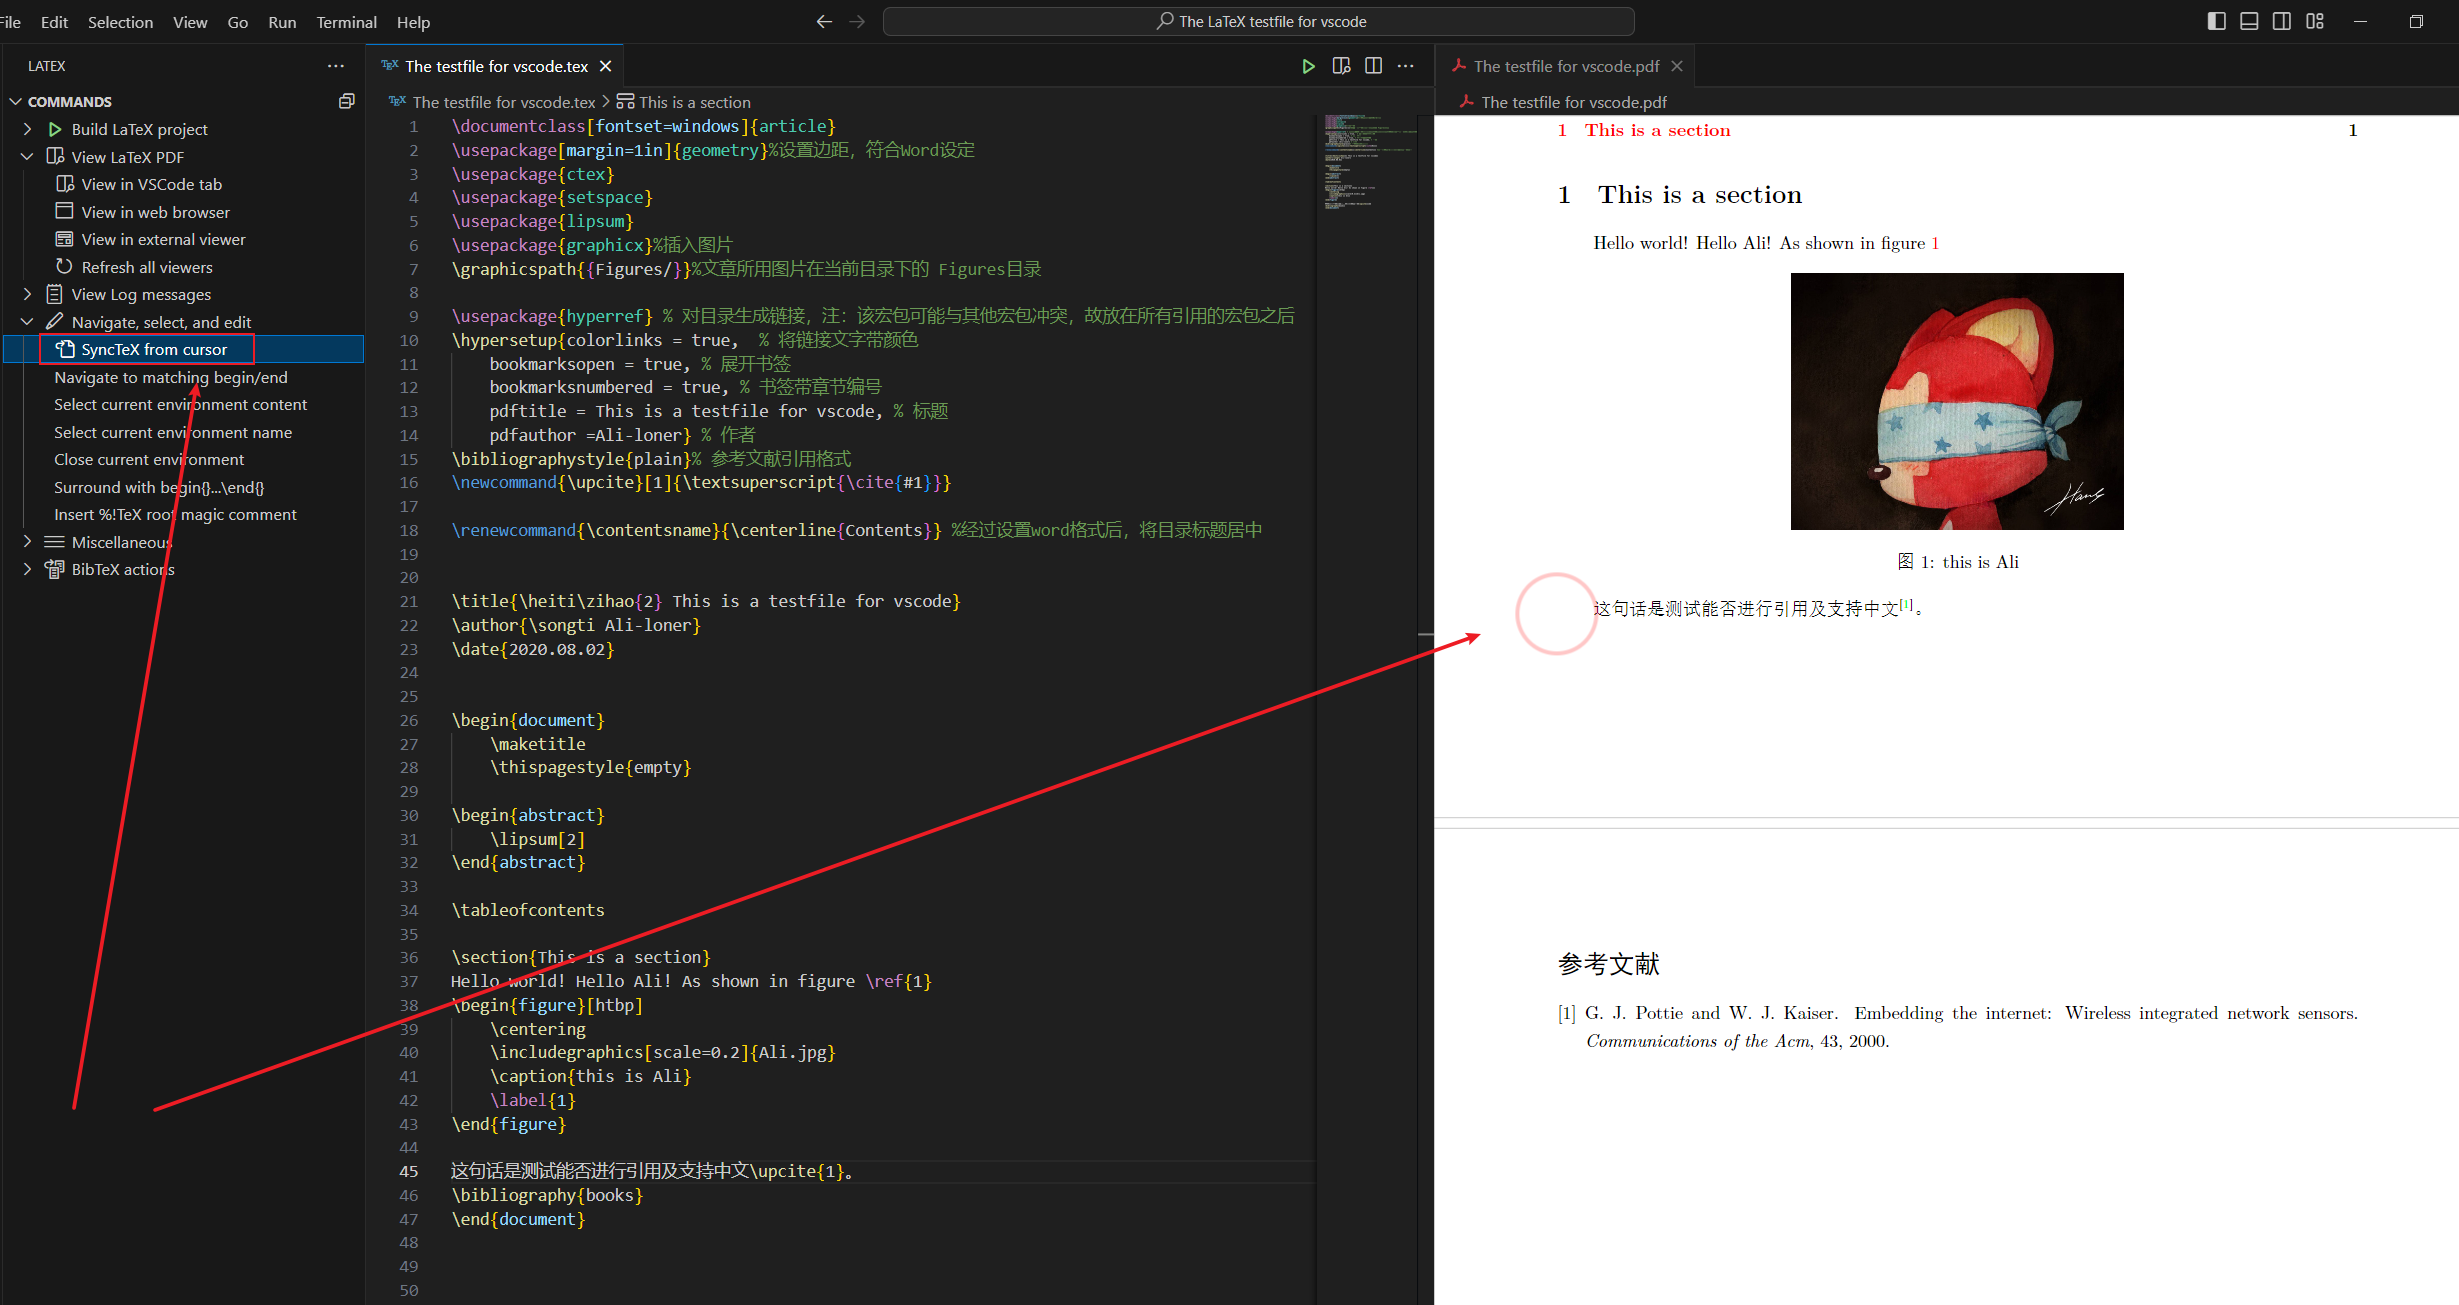 File Edit Selection View Go Run Terminal Help
The LaTeX testfile for vscode
LATEX
COMMANDS
Build LaTeX project
View LaTeX PDF
View in VSCode tab
View in web browser
View in external viewer
Refresh all viewers
View Log messages
Navigate, select, and edit
SyncTeX from cursor
Navigate to matching begin/end
Select current environment content
Select current environment name
Close current environment
Surround with begin{}...\end{}
Insert %!TeX root magic comment
Miscellaneous
BibTeX actions
The testfile for vscode.tex
The testfile for vscode.tex > This is a section
1 \documentclass[fontset=windows]{article}
2 \usepackage[margin=1in]{geometry}%设置边距，符合Word设定
3 \usepackage{ctex}
4 \usepackage{setspace}
5 \usepackage{lipsum}
6 \usepackage{graphicx}%插入图片
7 \graphicspath{{Figures/}}%文章所用图片在当前目录下的 Figures目录
8
9 \usepackage{hyperref} % 对目录生成链接，注：该宏包可能与其他宏包冲突，故放在所有引用的宏包之后
10 \hypersetup{colorlinks = true,  % 将链接文字带颜色
11     bookmarksopen = true, % 展开书签
12     bookmarksnumbered = true, % 书签带章节编号
13     pdftitle = This is a testfile for vscode, % 标题
14     pdfauthor =Ali-loner} % 作者
15 \bibliographystyle{plain}% 参考文献引用格式
16 \newcommand{\upcite}[1]{\textsuperscript{\cite{#1}}}
17
18 \renewcommand{\contentsname}{\centerline{Contents}} %经过设置word格式后，将目录标题居中
19
20
21 \title{\heiti\zihao{2} This is a testfile for vscode}
22 \author{\songti Ali-loner}
23 \date{2020.08.02}
24
25
26 \begin{document}
27     \maketitle
28     \thispagestyle{empty}
29
30 \begin{abstract}
31     \lipsum[2]
32 \end{abstract}
33
34 \tableofcontents
35
36 \section{This is a section}
37 Hello world! Hello Ali! As shown in figure \ref{1}
38 \begin{figure}[htbp]
39     \centering
40     \includegraphics[scale=0.2]{Ali.jpg}
41     \caption{this is Ali}
42     \label{1}
43 \end{figure}
44
45 这句话是测试能否进行引用及支持中文\upcite{1}。
46 \bibliography{books}
47 \end{document}
48
49
50
The testfile for vscode.pdf
The testfile for vscode.pdf
1 This is a section 1
1 This is a section
Hello world! Hello Ali! As shown in figure 1
图 1: this is Ali
这句话是测试能否进行引用及支持中文[1]。
参考文献
[1] G. J. Pottie and W. J. Kaiser. Embedding the internet: Wireless integrated network sensors.
Communications of the Acm, 43, 2000.